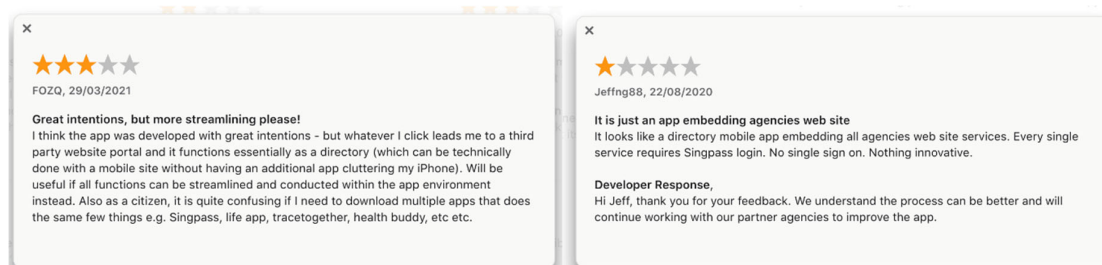 ×
FOZQ, 29/03/2021
Great intentions, but more streamlining please!
I think the app was developed with great intentions - but whatever I click leads me to a third
party website portal and it functions essentially as a directory (which can be technically
done with a mobile site without having an additional app cluttering my iPhone). Will be
useful if all functions can be streamlined and conducted within the app environment
instead. Also as a citizen, it is quite confusing if I need to download multiple apps that does
the same few things e.g. Singpass, life app, tracetogether, health buddy, etc etc.
×
Jeffng88, 22/08/2020
It is just an app embedding agencies web site
It looks like a directory mobile app embedding all agencies web site services. Every single
service requires Singpass login. No single sign on. Nothing innovative.
Developer Response,
Hi Jeff, thank you for your feedback. We understand the process can be better and will
continue working with our partner agencies to improve the app.